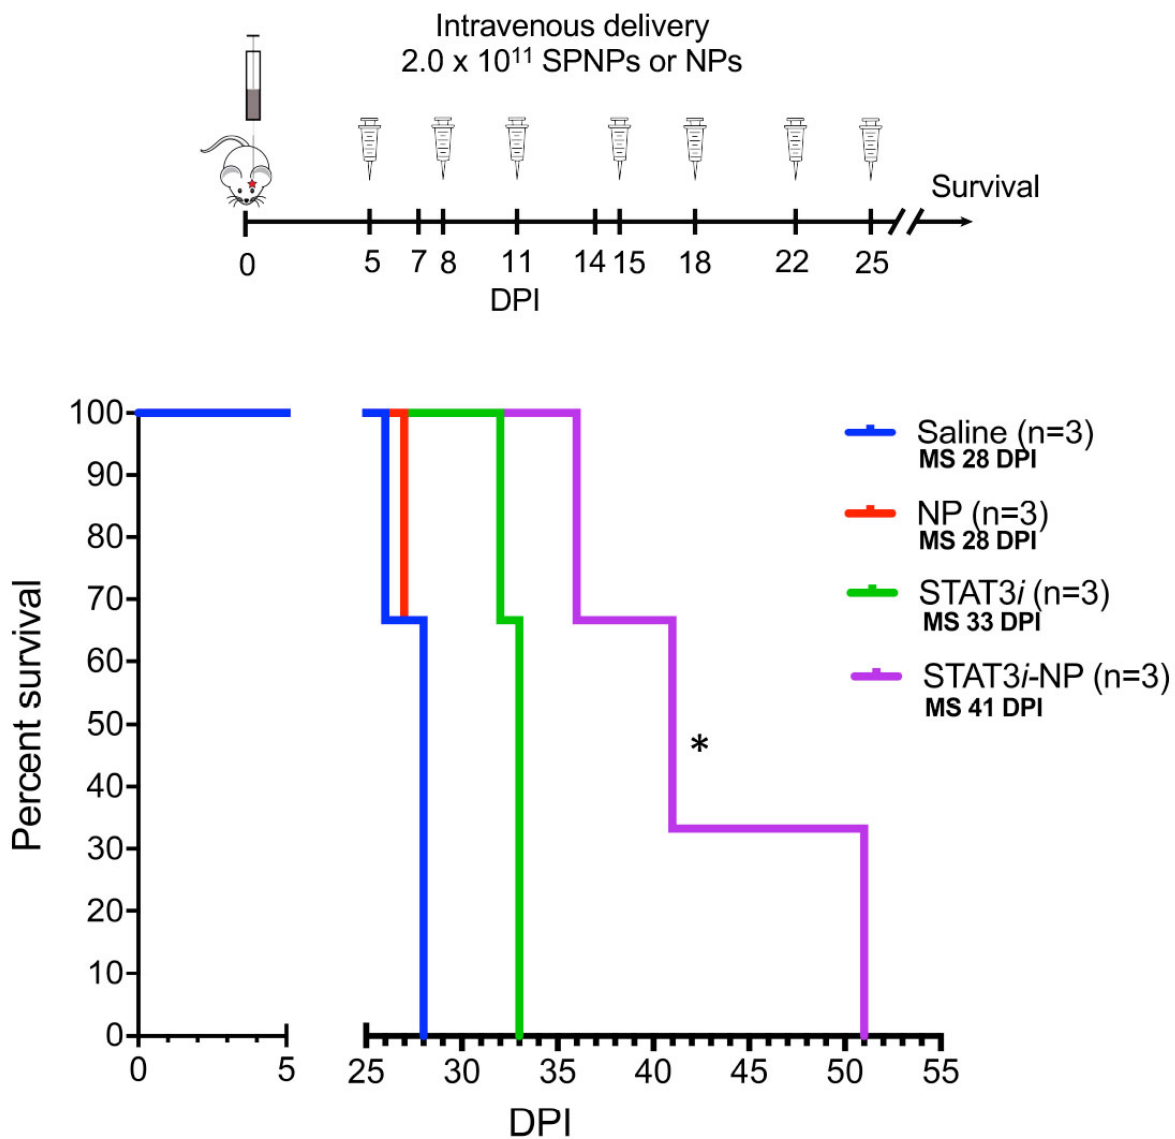 Intravenous delivery
2.0 x 10¹¹ SPNPs or NPs
Survival
0 5 7 8 11 14 15 18 22 25
DPI
Percent survival
100
90
80
70
60
50
40
30
20
10
0
0 5 25 30 35 40 45 50 55
DPI
*
Saline (n=3)
MS 28 DPI
NP (n=3)
MS 28 DPI
STAT3i (n=3)
MS 33 DPI
STAT3i-NP (n=3)
MS 41 DPI